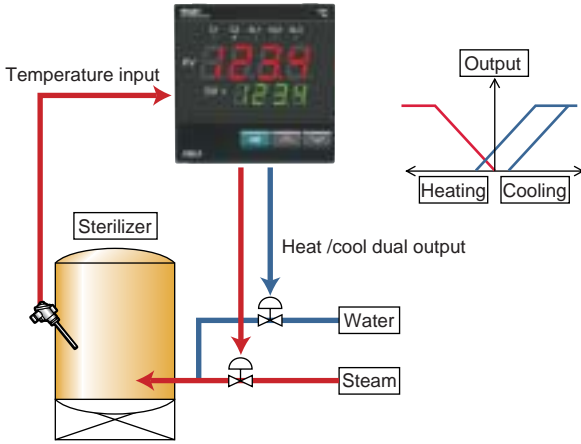 Temperature input
1234
1234
Output
Heating
Cooling
Sterilizer
Heat /cool dual output
Water
Steam